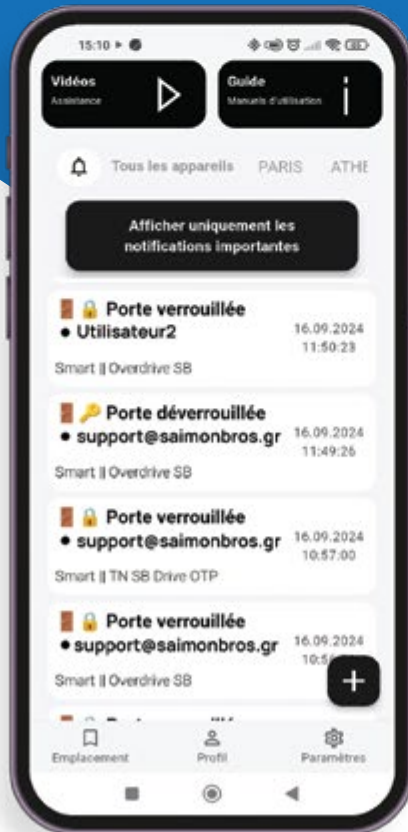 15:10
Vidéos
Assistance
Guide
Manuels d'utilisation
Tous les appareils PARIS ATHE
Afficher uniquement les
notifications importantes
Porte verrouillée
• Utilisateur2
16.09.2024
11:50:23
Smart || Overdrive SB
Porte déverrouillée
• support@saimonbros.gr
16.09.2024
11:49:26
Smart || Overdrive SB
Porte verrouillée
• support@saimonbros.gr
16.09.2024
10:57:00
Smart || TN SB Drive OTP
Porte verrouillée
• support@saimonbros.gr
16.09.2024
Smart || Overdrive SB
Emplacement Profil Paramètres